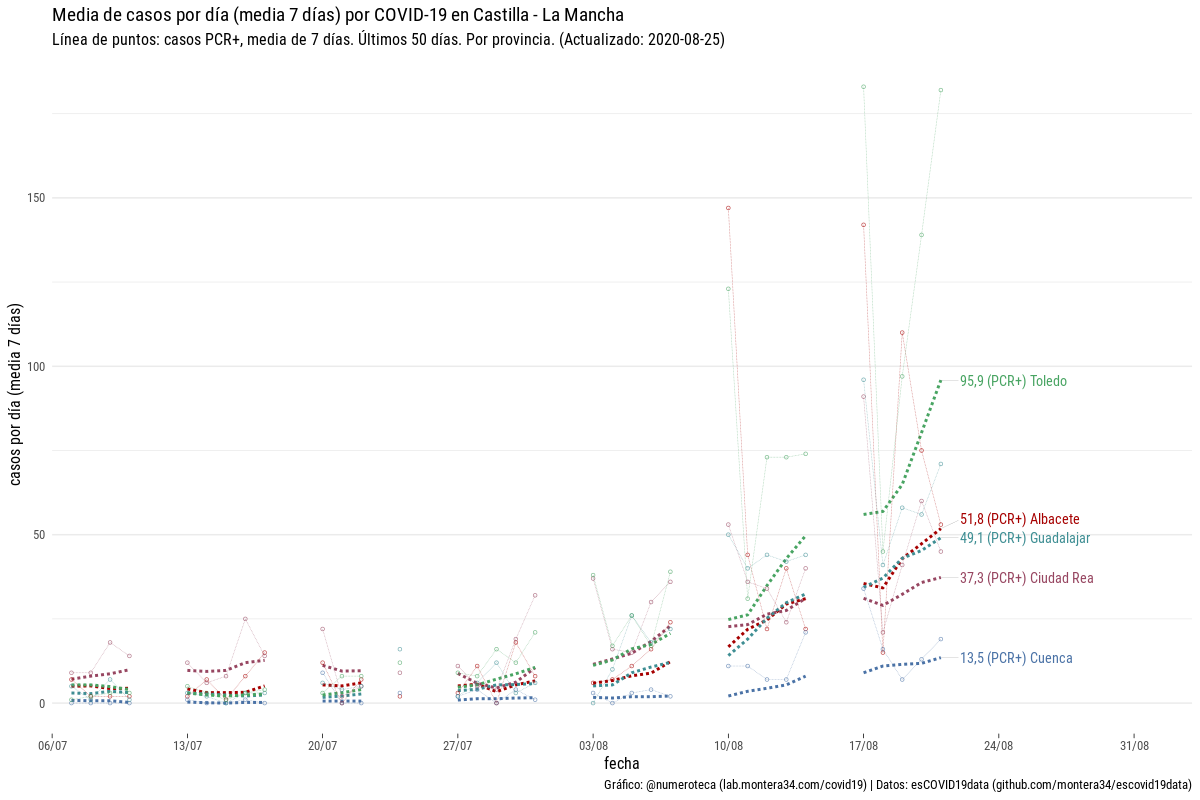 Media de casos por día (media 7 días) por COVID-19 en Castilla - La Mancha
Línea de puntos: casos PCR+, media de 7 días. Últimos 50 días. Por provincia. (Actualizado: 2020-08-25)
casos por día (media 7 días)
150
100
50
0
95,9 (PCR+) Toledo
51,8 (PCR+) Albacete
49,1 (PCR+) Guadalajar
37,3 (PCR+) Ciudad Rea
13,5 (PCR+) Cuenca
06/07
13/07
20/07
27/07
03/08
10/08
17/08
24/08
31/08
fecha
Gráfico: @numeroteca (lab.montera34.com/covid19) | Datos: esCOVID19data (github.com/montera34/escovid19data)